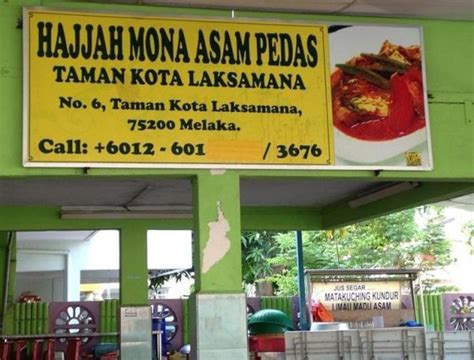 HAJJAH MONA ASAM PEDAS
TAMAN KOTA LAKSAMANA
No. 6, Taman Kota Laksamana,
75200 Melaka.
Call: +6012 - 601 / 3676
JUS SEGAR
MATAKUCHING KUNDUR
LIMAU MADU ASAM